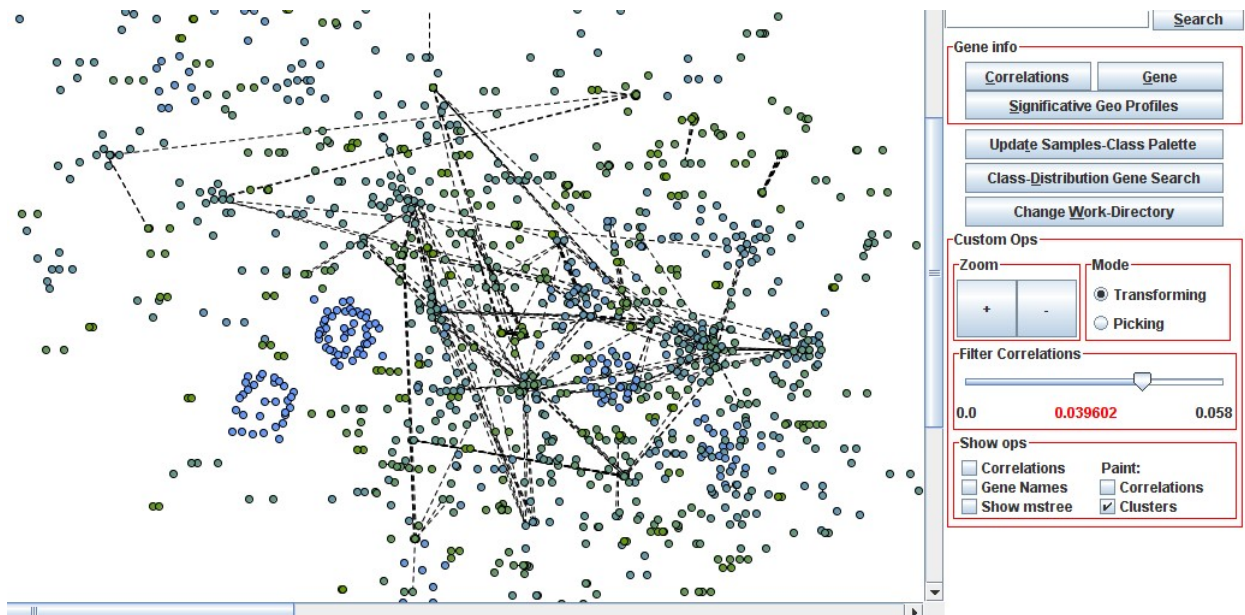 Search
Gene info
Correlations Gene
Significative Geo Profiles
Update Samples-Class Palette
Class-Distribution Gene Search
Change Work-Directory
Custom Ops
Zoom Mode
+ - Transforming
Picking
Filter Correlations
0.0 0.039602 0.058
Show ops
Correlations Paint:
Gene Names Correlations
Show mstree Clusters